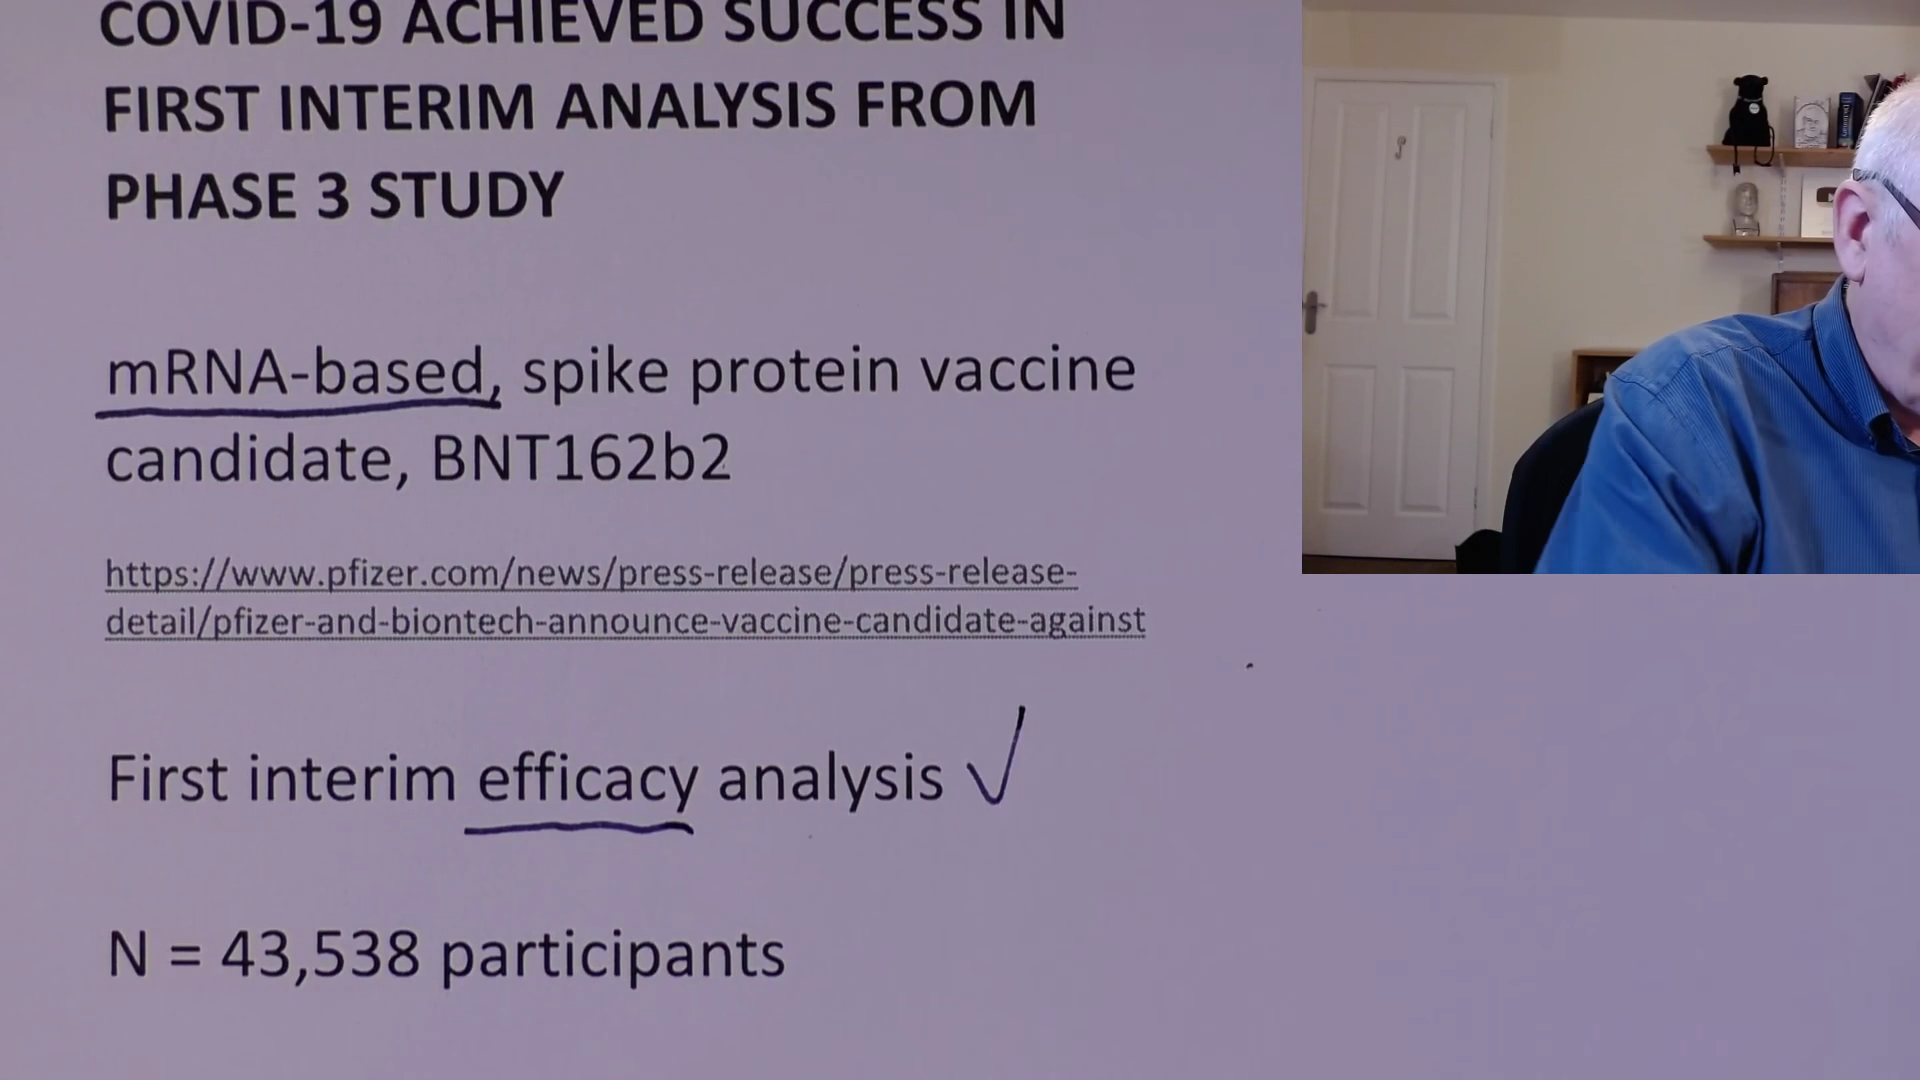 COVID-19 ACHIEVED SUCCESS IN
FIRST INTERIM ANALYSIS FROM
PHASE 3 STUDY
mRNA-based, spike protein vaccine
candidate, BNT162b2
https://www.pfizer.com/news/press-release/press-release-
detail/pfizer-and-biontech-announce-vaccine-candidate-against
First interim efficacy analysis
N = 43,538 participants